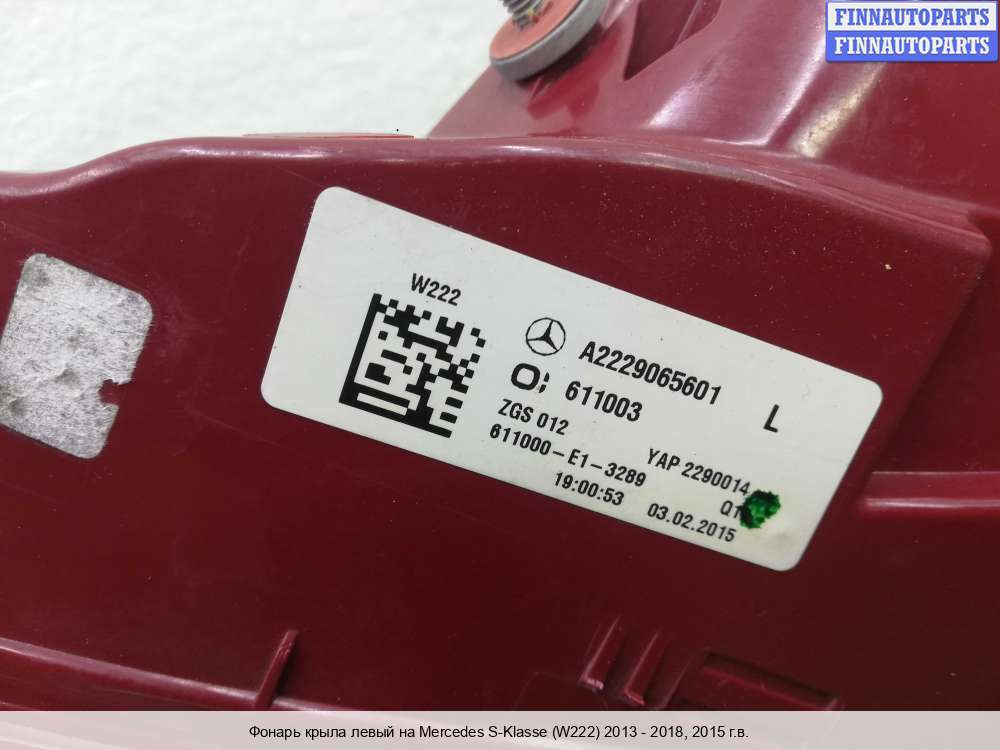 FINNAUTOPARTS
FINNAUTOPARTS
W222
A2229065601
L
611003
ZGS 012
YAP 2290014
611000-E1-3289
Q1
19:00:53
03.02.2015
Фонарь крыла левый на Mercedes S-Klasse (W222) 2013 - 2018, 2015 г.в.